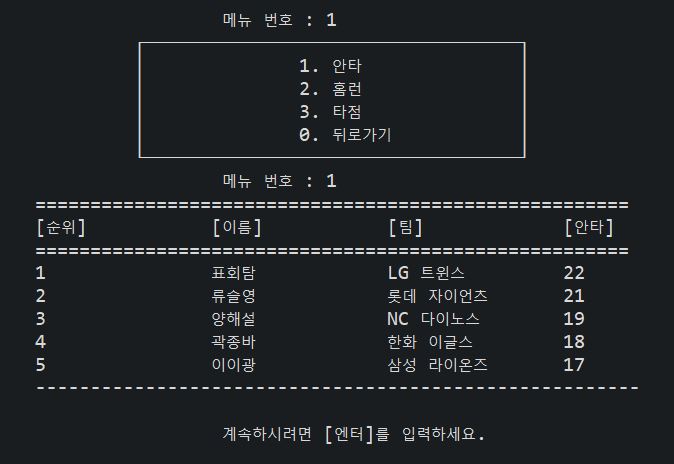 메뉴 번호 : 1
1. 안타
2. 홈런
3. 타점
0. 뒤로가기
메뉴 번호 : 1
======================================================
[순위] [이름] [팀] [안타]
======================================================
1 표회탐 LG 트윈스 22
2 류슬영 롯데 자이언츠 21
3 양해설 NC 다이노스 19
4 곽종바 한화 이글스 18
5 이이광 삼성 라이온즈 17
-------------------------------------------------------
계속하시려면 [엔터]를 입력하세요.